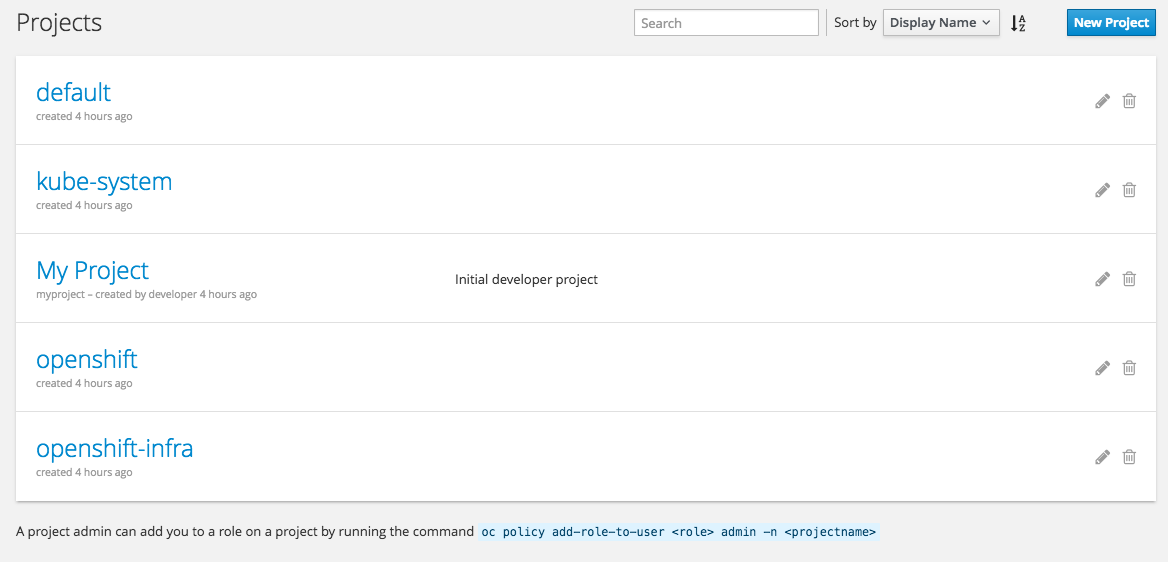 Projects
Search
Sort by
Display Name
A
Z
New Project
default
created 4 hours ago
kube-system
created 4 hours ago
My Project
myproject – created by developer 4 hours ago
Initial developer project
openshift
created 4 hours ago
openshift-infra
created 4 hours ago
A project admin can add you to a role on a project by running the command oc policy add-role-to-user <role> admin -n <projectname>